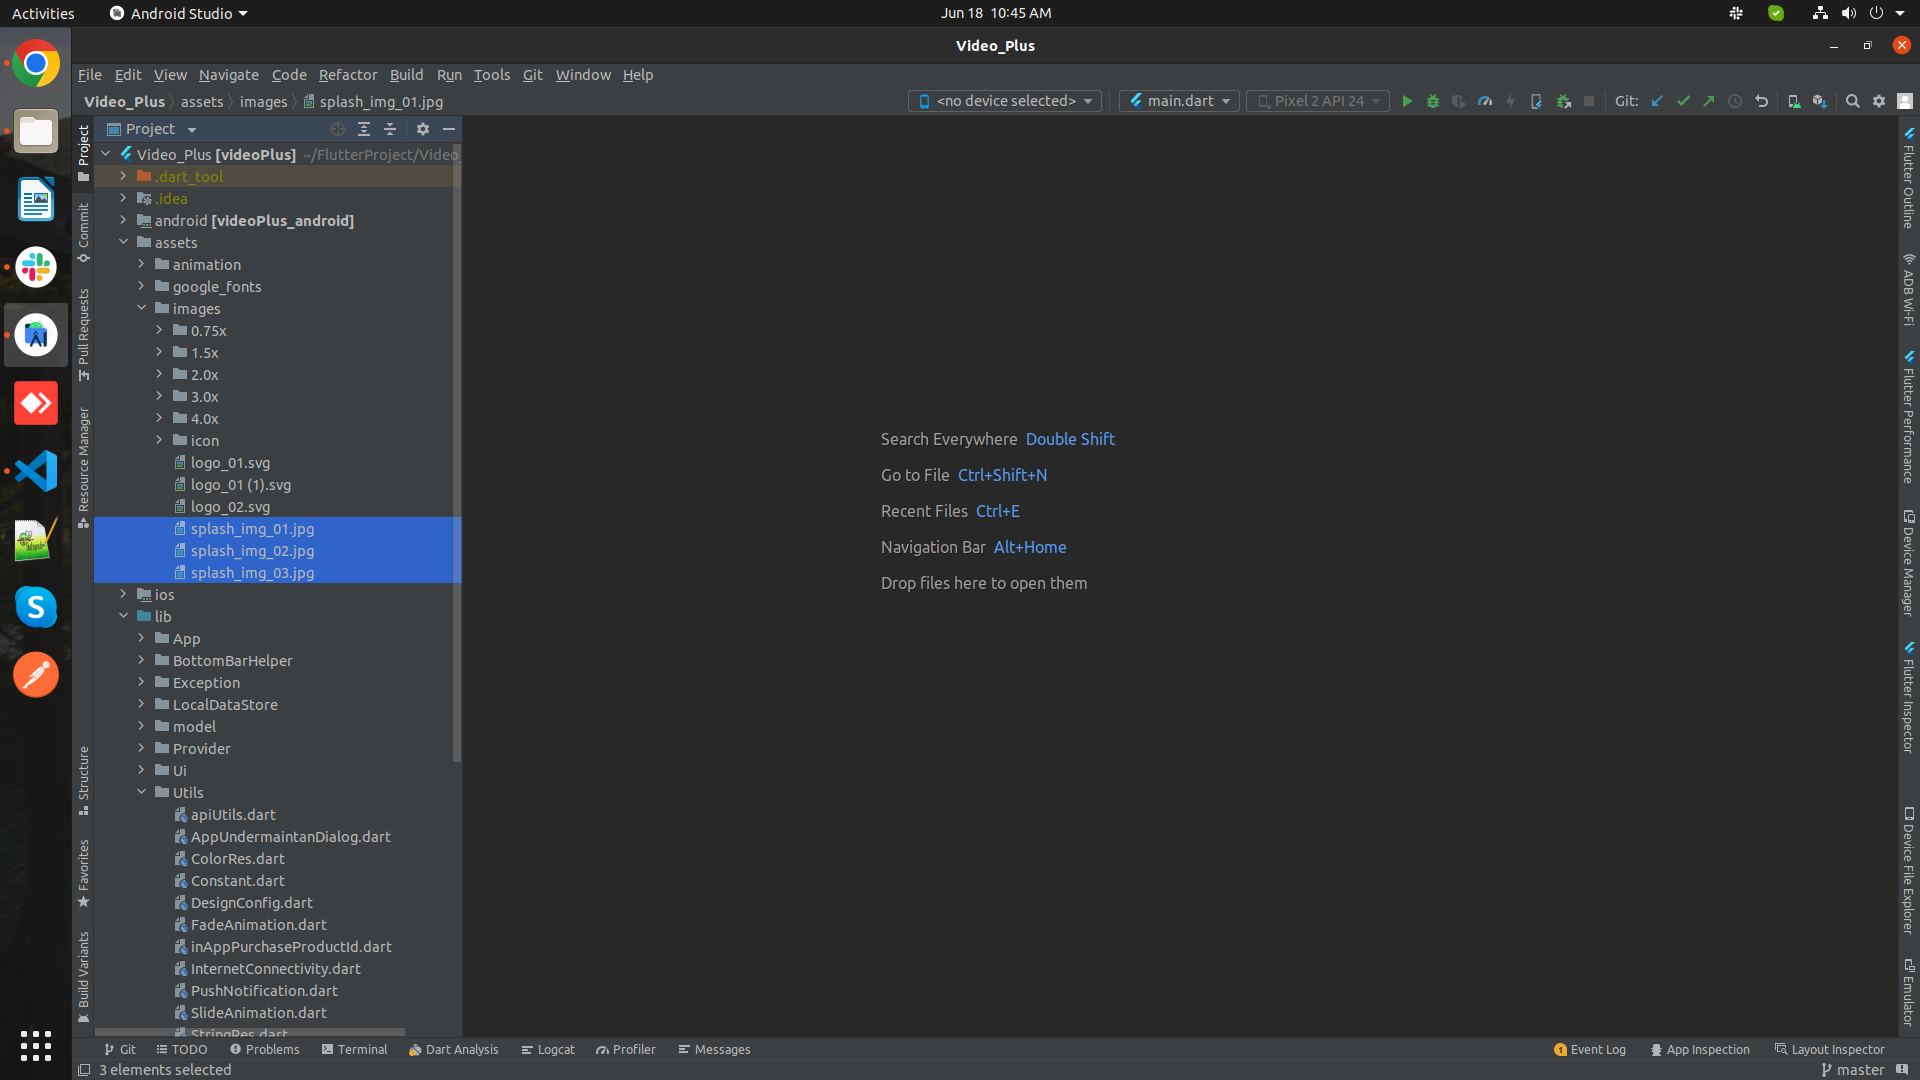 Activities
Android Studio
Jun 18 10:45 AM
Video_Plus
File Edit View Navigate Code Refactor Build Run Tools Git Window Help
Video_Plus assets images splash_img_01.jpg
<no device selected> main.dart Pixel 2 API 24 Git:
Project
Video_Plus [videoPlus] ~/FlutterProject/Video_
.dart_tool
.idea
android [videoPlus_android]
assets
animation
google_fonts
images
0.75x
1.5x
2.0x
3.0x
4.0x
icon
logo_01.svg
logo_01 (1).svg
logo_02.svg
splash_img_01.jpg
splash_img_02.jpg
splash_img_03.jpg
ios
lib
App
BottomBarHelper
Exception
LocalDataStore
model
Provider
Ui
Utils
apiUtils.dart
AppUndermaintanDialog.dart
ColorRes.dart
Constant.dart
DesignConfig.dart
FadeAnimation.dart
inAppPurchaseProductId.dart
InternetConnectivity.dart
PushNotification.dart
SlideAnimation.dart
StringRes.dart
Project
Commit
Pull Requests
Resource Manager
Structure
Favorites
Build Variants
Search Everywhere Double Shift
Go to File Ctrl+Shift+N
Recent Files Ctrl+E
Navigation Bar Alt+Home
Drop files here to open them
Flutter Outline
ADB Wi-Fi
Flutter Performance
Device Manager
Flutter Inspector
Device File Explorer
Emulator
Git TODO Problems Terminal Dart Analysis Logcat Profiler Messages
1 Event Log App Inspection Layout Inspector
3 elements selected
master